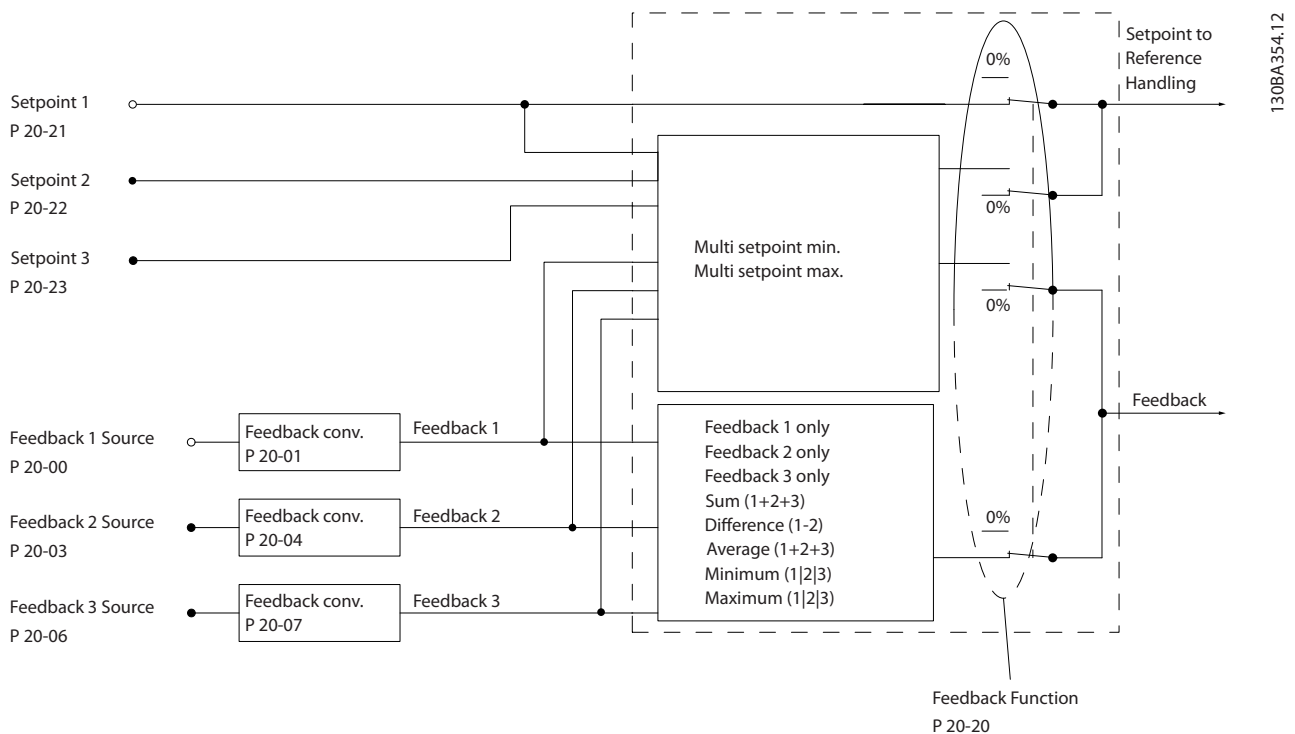 130BA354.12
Setpoint to
Reference
Handling
0%
Setpoint 1
P 20-21
Setpoint 2
P 20-22
0%
Setpoint 3
P 20-23
Multi setpoint min.
Multi setpoint max.
0%
Feedback
Feedback 1 Source
P 20-00
Feedback conv.
P 20-01
Feedback 1
Feedback 2 Source
P 20-03
Feedback conv.
P 20-04
Feedback 2
Feedback 3 Source
P 20-06
Feedback conv.
P 20-07
Feedback 3
Feedback 1 only
Feedback 2 only
Feedback 3 only
Sum (1+2+3)
Difference (1-2)
Average (1+2+3)
Minimum (1|2|3)
Maximum (1|2|3)
0%
Feedback Function
P 20-20